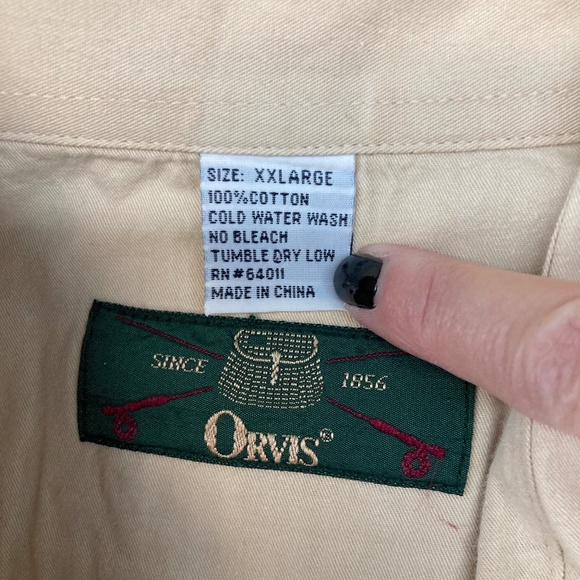 SIZE: XXLARGE
100%COTTON
COLD WATER WASH
NO BLEACH
TUMBLE DRY LOW
RN#64011
MADE IN CHINA
SINCE 1856
ORVIS®